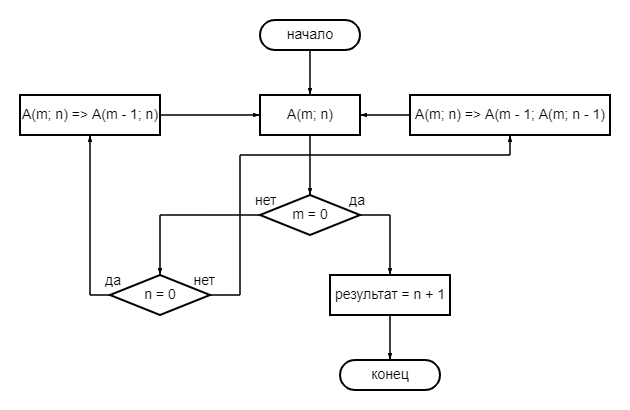 начало
A(m; n) => A(m - 1; n)
A(m; n)
A(m; n) => A(m - 1; A(m; n - 1)
нет
да
m = 0
да
нет
n = 0
результат = n + 1
конец